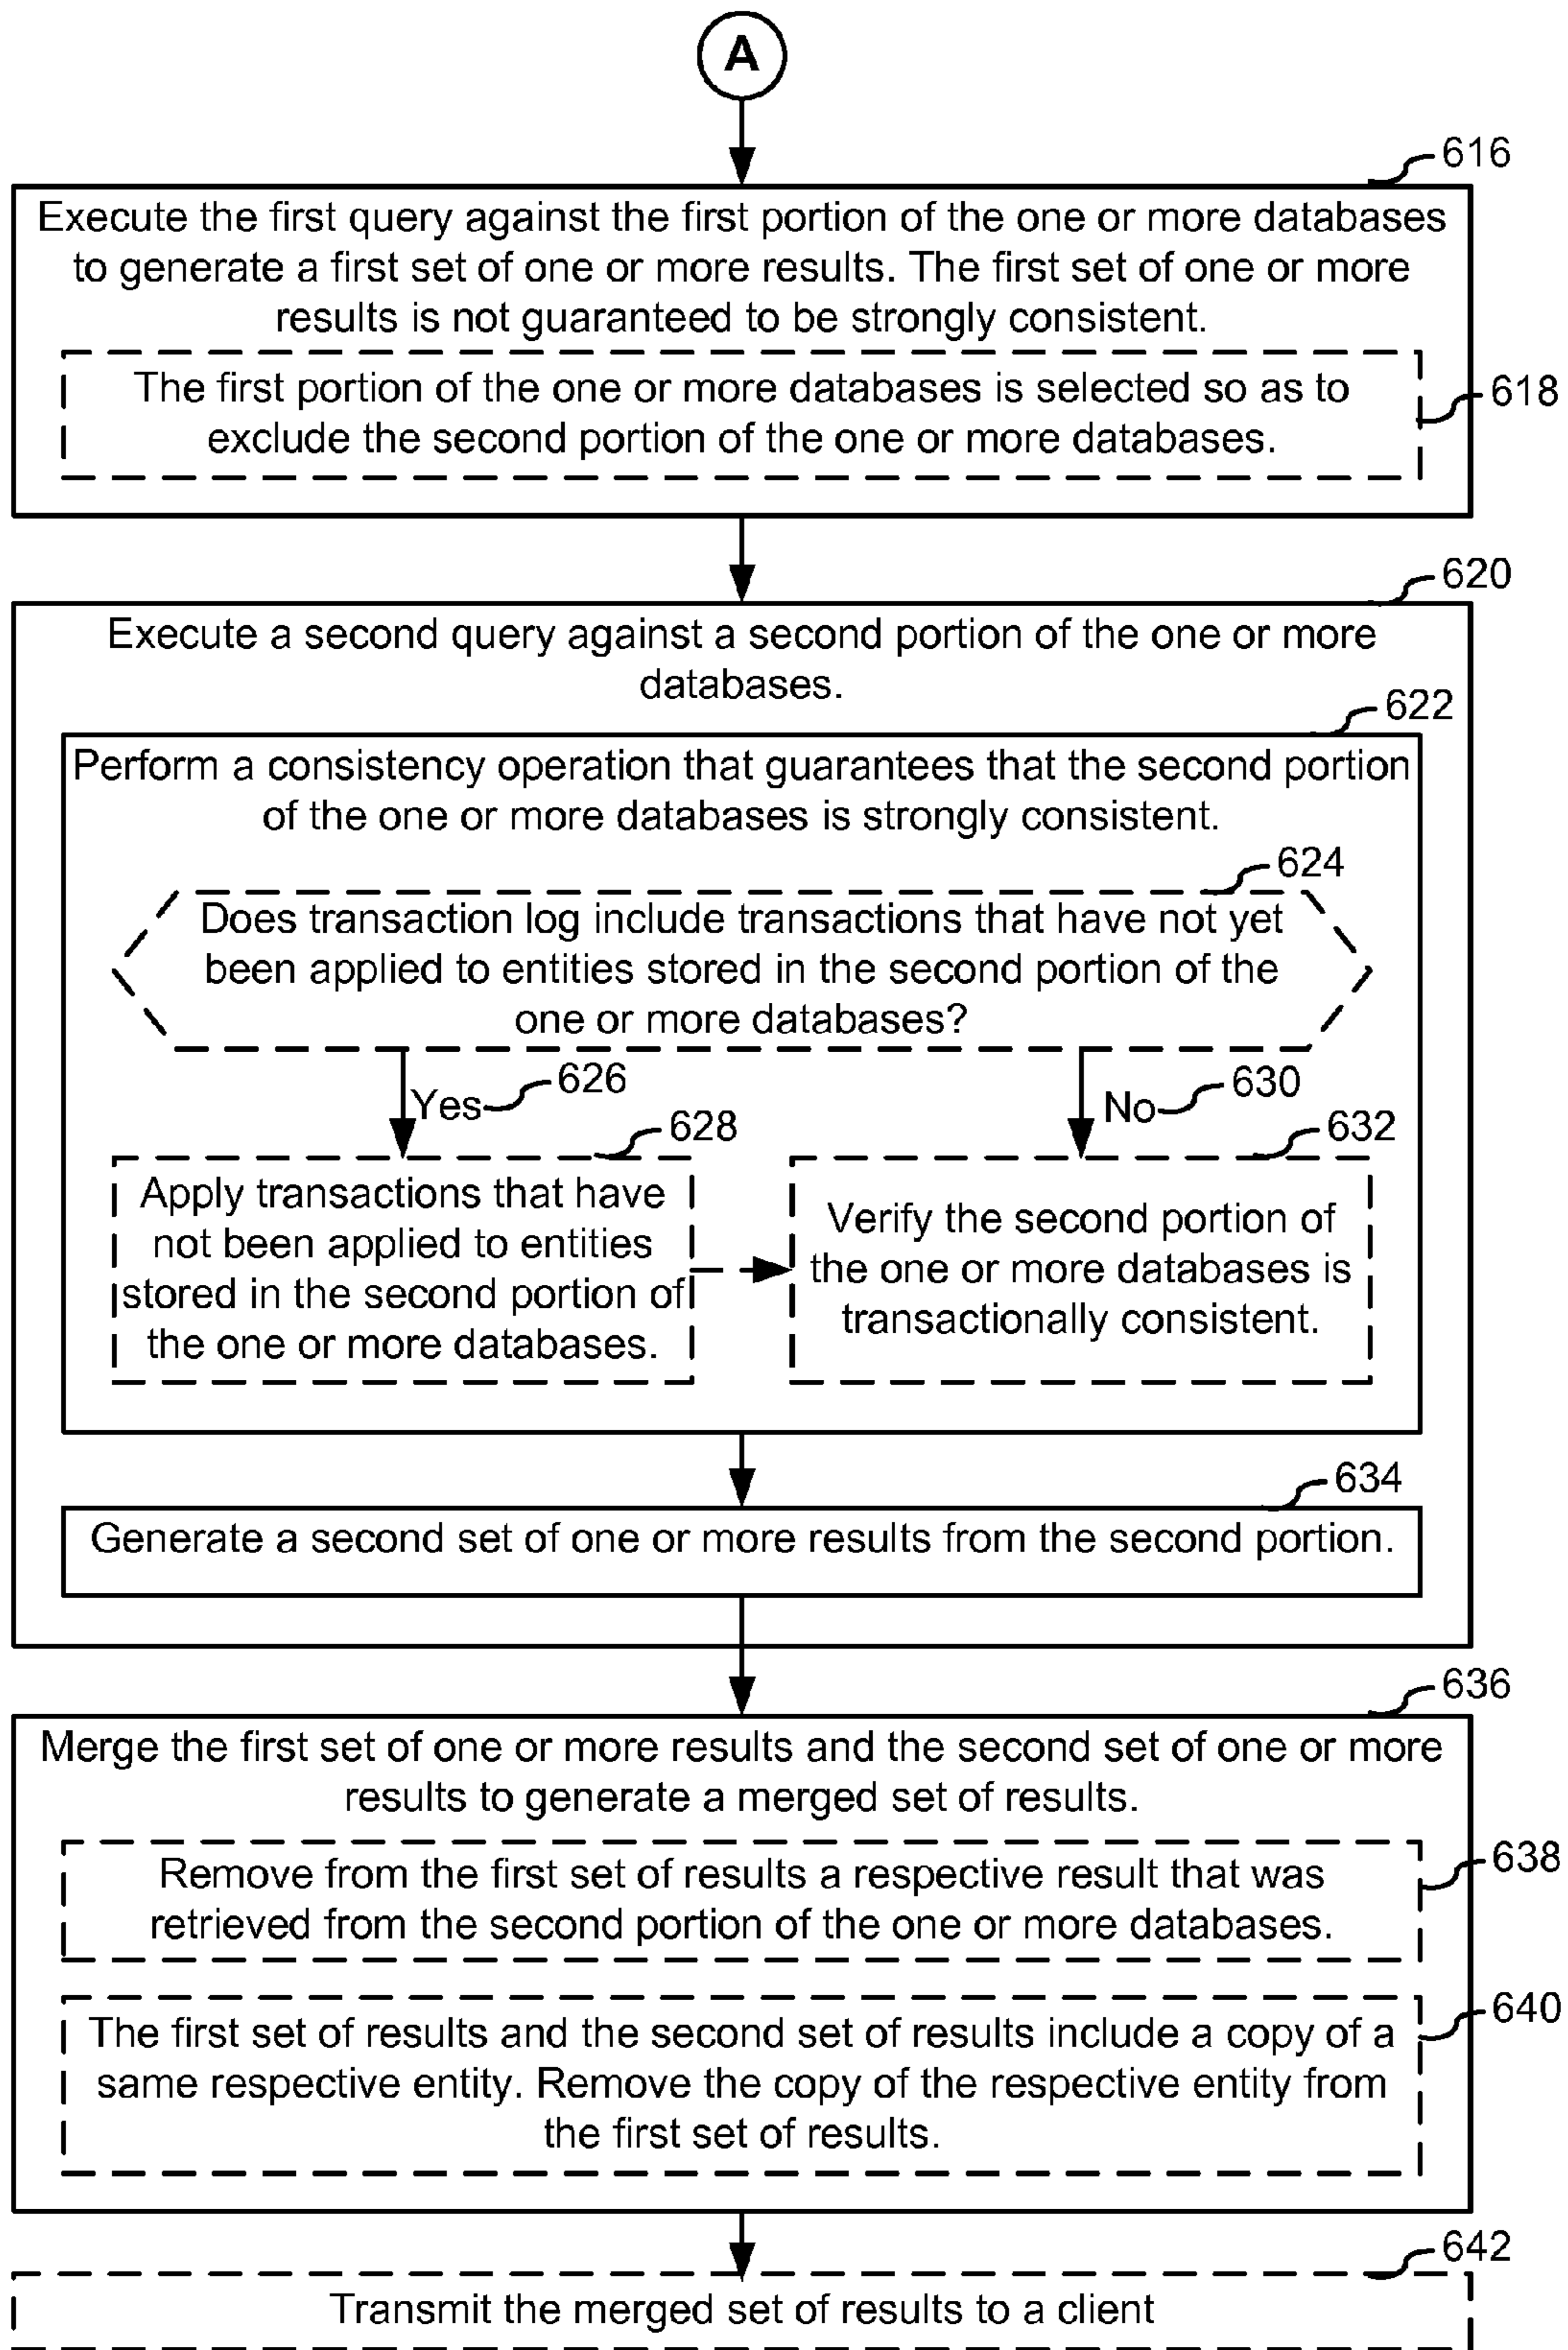 A
616
Execute the first query against the first portion of the one or more databases
to generate a first set of one or more results. The first set of one or more
results is not guaranteed to be strongly consistent.
The first portion of the one or more databases is selected so as to
exclude the second portion of the one or more databases.
618
620
Execute a second query against a second portion of the one or more
databases.
622
Perform a consistency operation that guarantees that the second portion
of the one or more databases is strongly consistent.
624
Does transaction log include transactions that have not yet
been applied to entities stored in the second portion of the
one or more databases?
Yes
626
No
630
628
Apply transactions that have
not been applied to entities
stored in the second portion of
the one or more databases.
632
Verify the second portion of
the one or more databases is
transactionally consistent.
634
Generate a second set of one or more results from the second portion.
636
Merge the first set of one or more results and the second set of one or more
results to generate a merged set of results.
Remove from the first set of results a respective result that was
retrieved from the second portion of the one or more databases.
638
The first set of results and the second set of results include a copy of a
same respective entity. Remove the copy of the respective entity from
the first set of results.
640
642
Transmit the merged set of results to a client